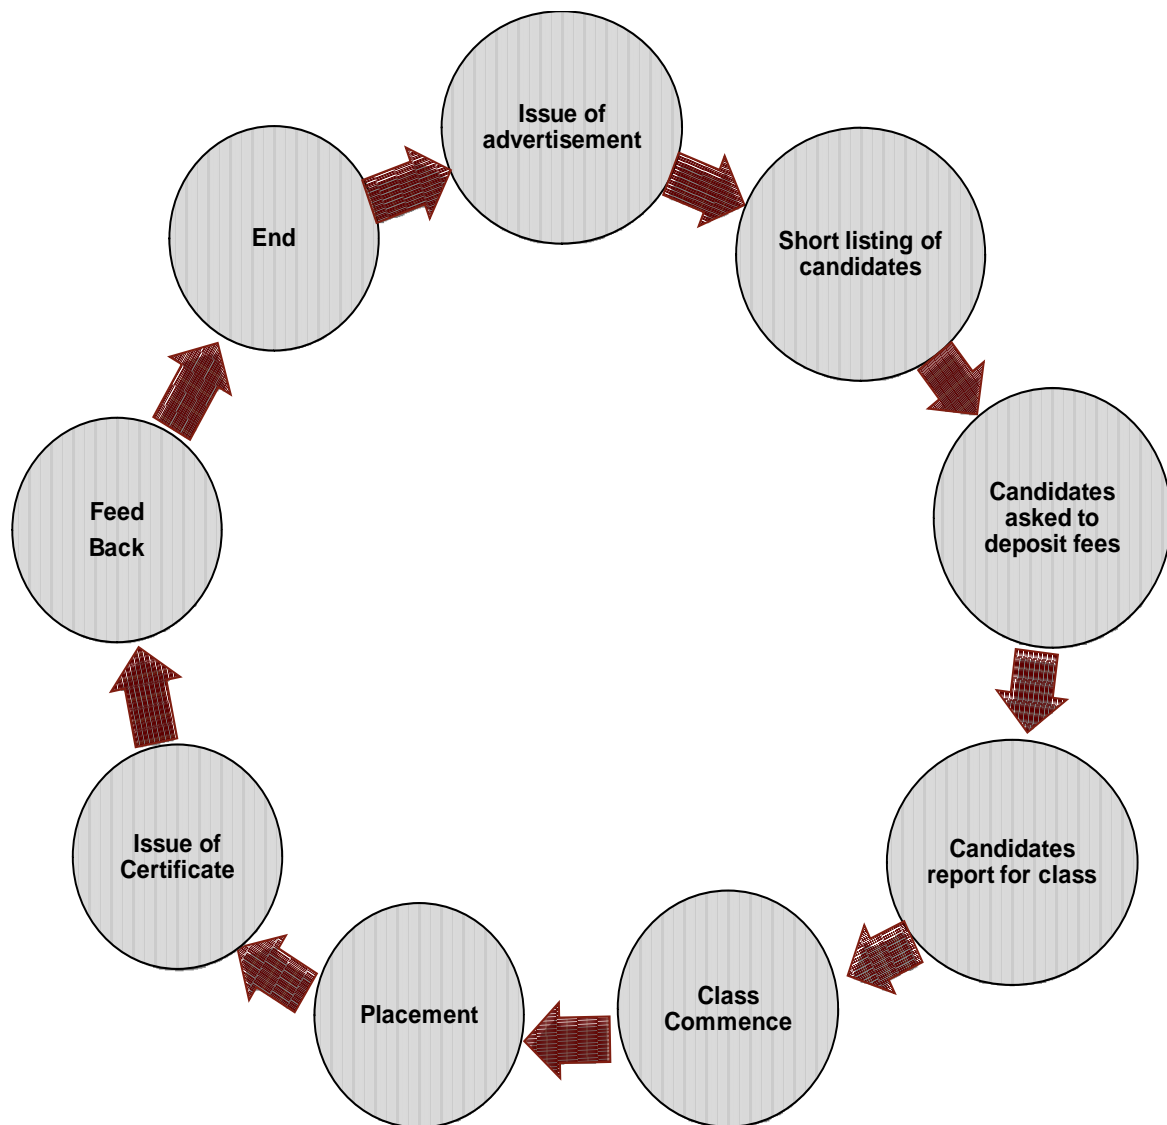 Issue of
advertisement
Short listing of
candidates
Candidates
asked to
deposit fees
Candidates
report for class
Class
Commence
Placement
Issue of
Certificate
Feed
Back
End